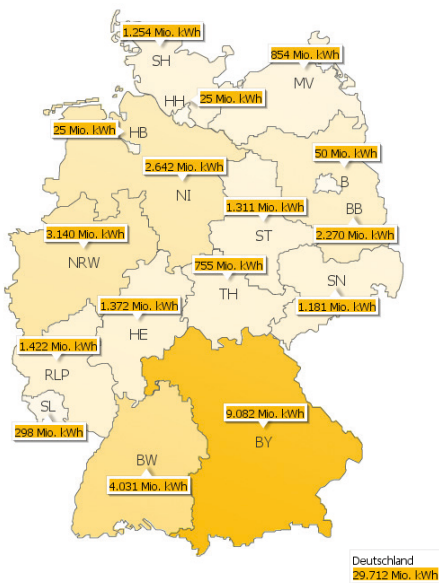 1.254 Mio. kWh
SH
854 Mio. kWh
MV
HH
25 Mio. kWh
25 Mio. kWh
HB
50 Mio. kWh
2.642 Mio. kWh
B
NI
1.311 Mio. kWh
BB
3.140 Mio. kWh
ST
2.270 Mio. kWh
NRW
755 Mio. kWh
SN
TH
1.372 Mio. kWh
1.181 Mio. kWh
HE
1.422 Mio. kWh
RLP
SL
9.082 Mio. kWh
298 Mio. kWh
BY
BW
4.031 Mio. kWh
Deutschland
29.712 Mio. kWh